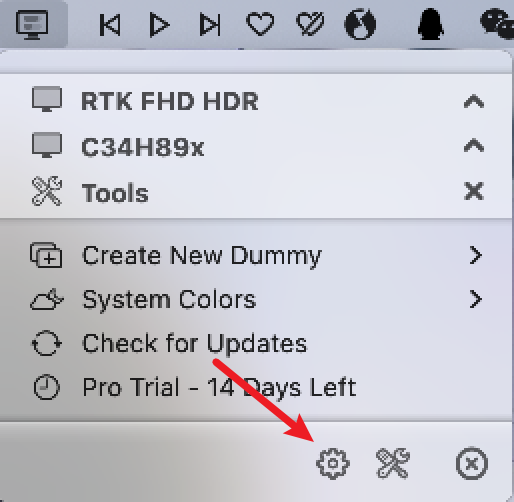 RTK FHD HDR
C34H89x
Tools
Create New Dummy
System Colors
Check for Updates
Pro Trial - 14 Days Left